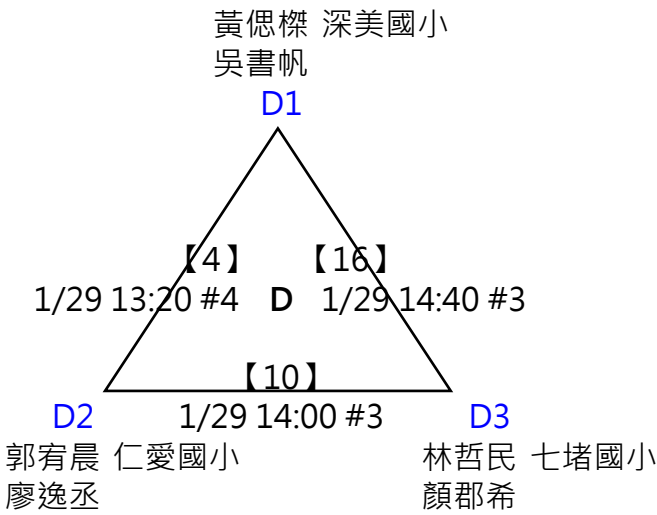 黃偲榤 深美國小
吳書帆
D1
【4】 【16】
1/29 13:20 #4 D 1/29 14:40 #3
【10】
D2 1/29 14:00 #3 D3
郭宥晨 仁愛國小 林哲民 七堵國小
廖逸丞 顏郡希